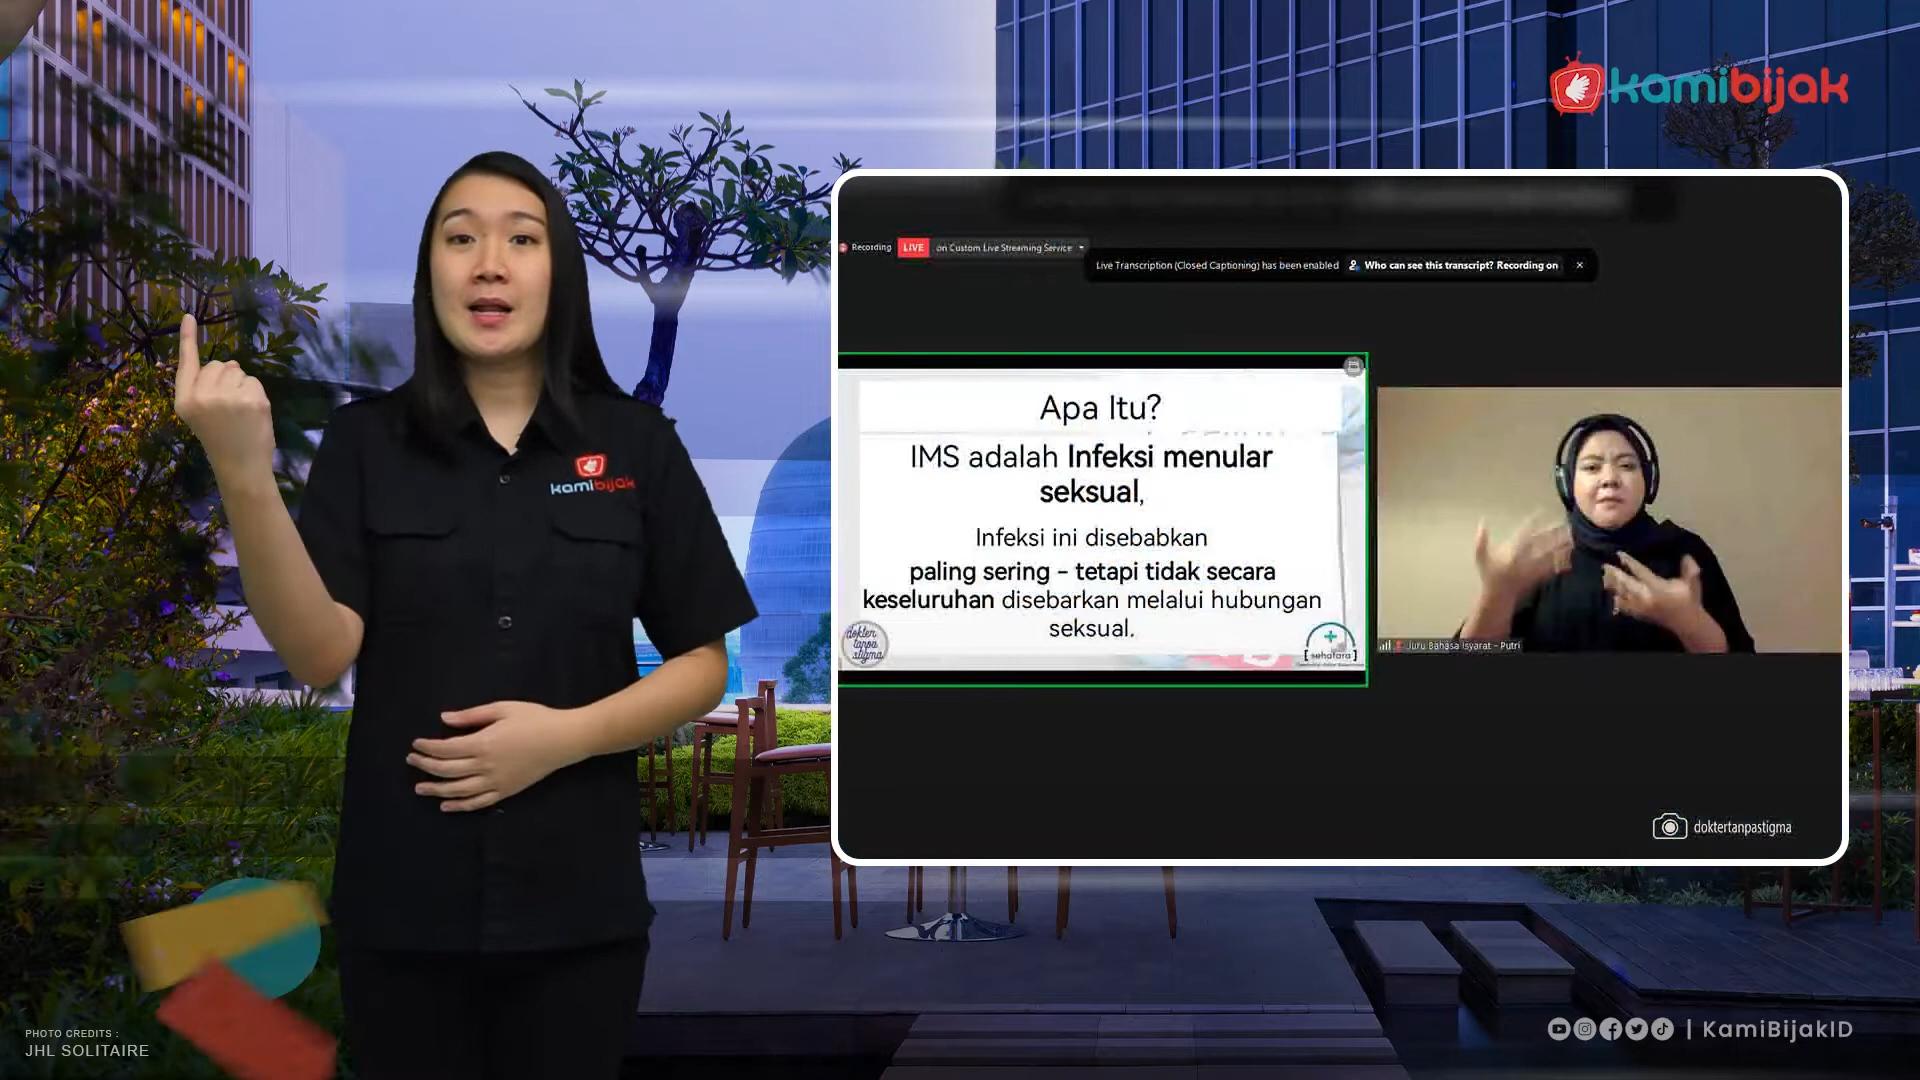 kamibijak
Recording
LIVE on Custom Live Streaming Service
Live Transcription (Closed Captioning) has been enabled
Who can see this transcript? Recording on
Apa Itu?
IMS adalah Infeksi menular
seksual,
Infeksi ini disebabkan
paling sering - tetapi tidak secara
keseluruhan disebarkan melalui hubungan
seksual.
dokter
tanpa
stigma
[ sehatara ]
Juru Bahasa Isyarat - Putri
kamibijak
doktertanpastigma
PHOTO CREDITS :
JHL SOLITAIRE
| KamiBijakID